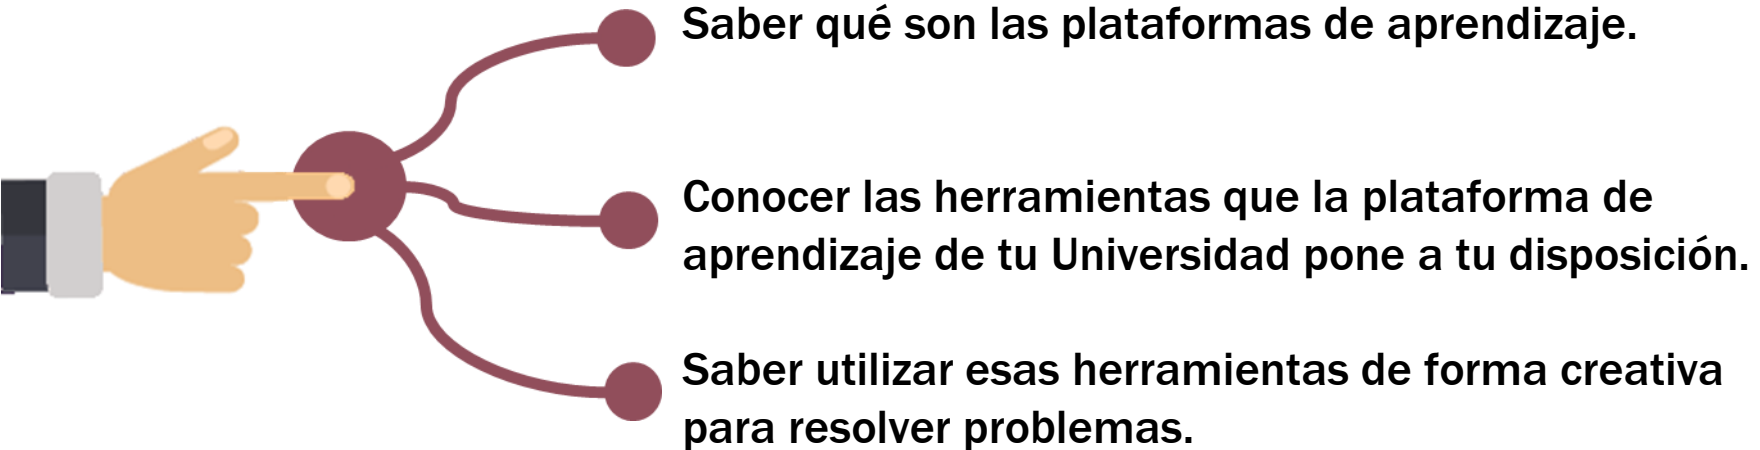 Saber qué son las plataformas de aprendizaje.
Conocer las herramientas que la plataforma de
aprendizaje de tu Universidad pone a tu disposición.
Saber utilizar esas herramientas de forma creativa
para resolver problemas.